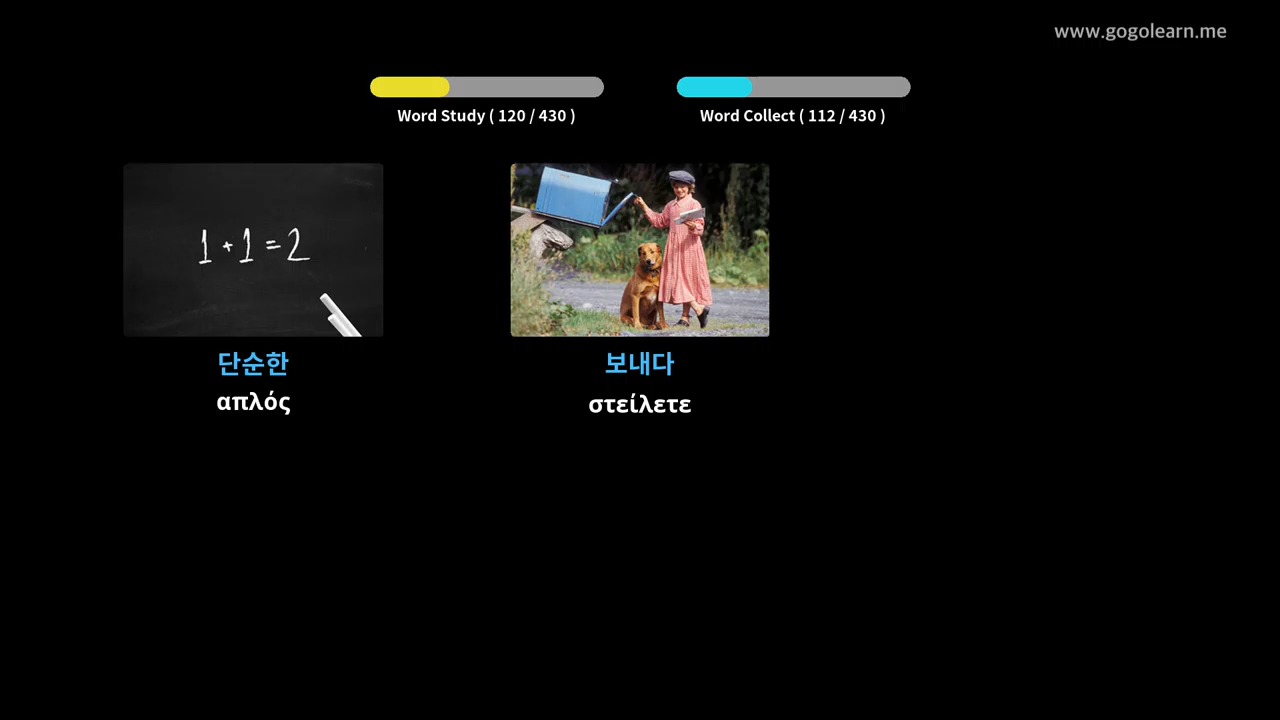 www.gogolearn.me
Word Study ( 120 / 430 )
Word Collect ( 112 / 430 )
1 + 1 = 2
단순한
απλός
보내다
στείλετε